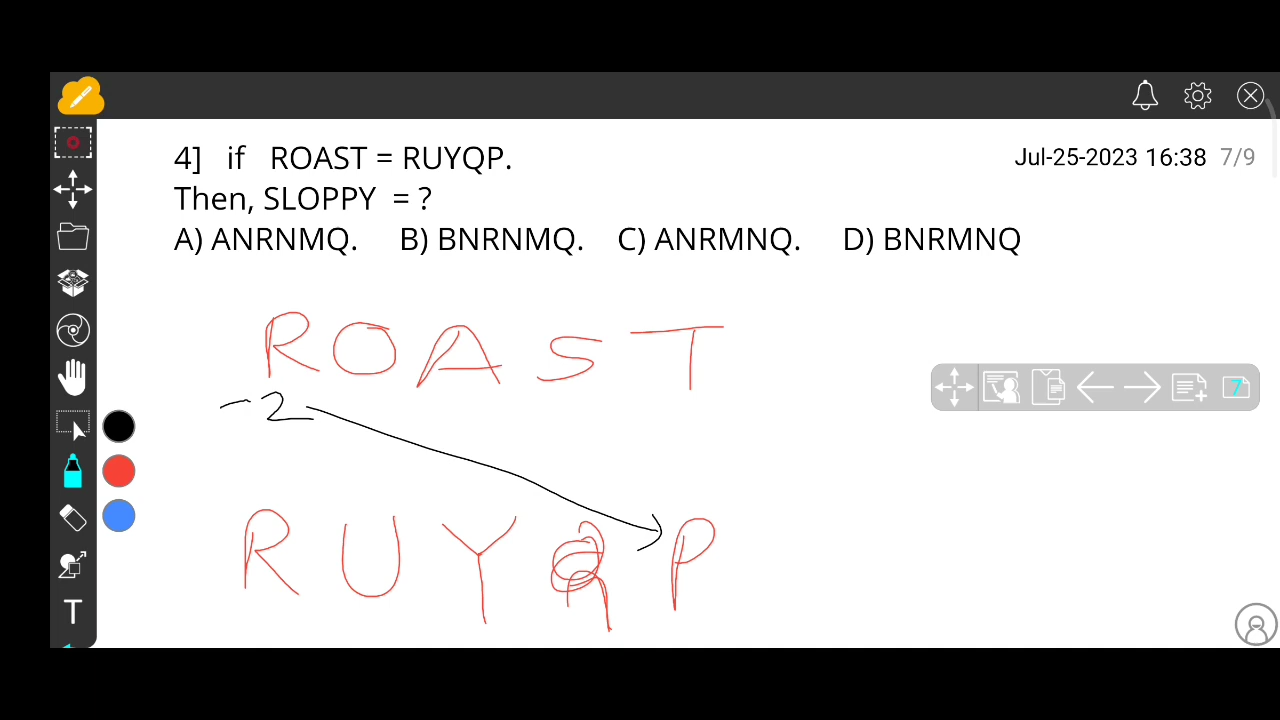 4] if ROAST = RUYQP.
Jul-25-2023 16:38 7/9
Then, SLOPPY = ?
A) ANRNMQ. B) BNRNMQ. C) ANRMNQ. D) BNRMNQ
ROAST
7
-2
RUYQP
T